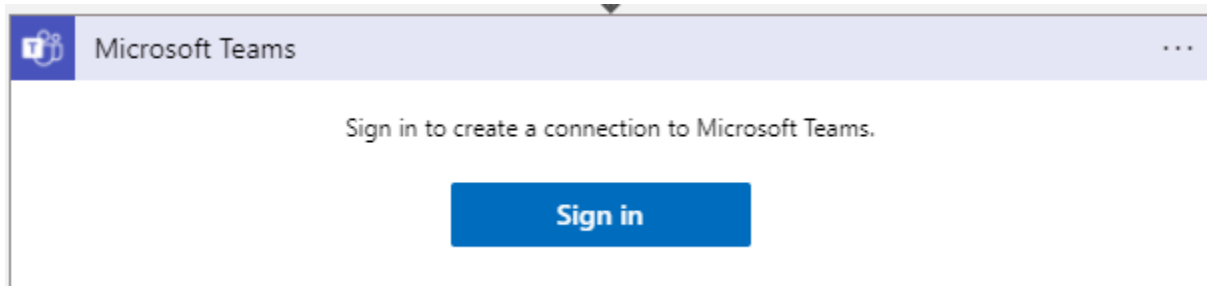 Microsoft Teams
Sign in to create a connection to Microsoft Teams.
Sign in